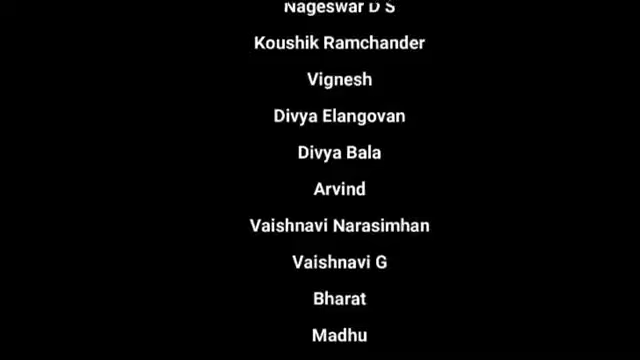 Nageswar D S
Koushik Ramchander
Vignesh
Divya Elangovan
Divya Bala
Arvind
Vaishnavi Narasimhan
Vaishnavi G
Bharat
Madhu